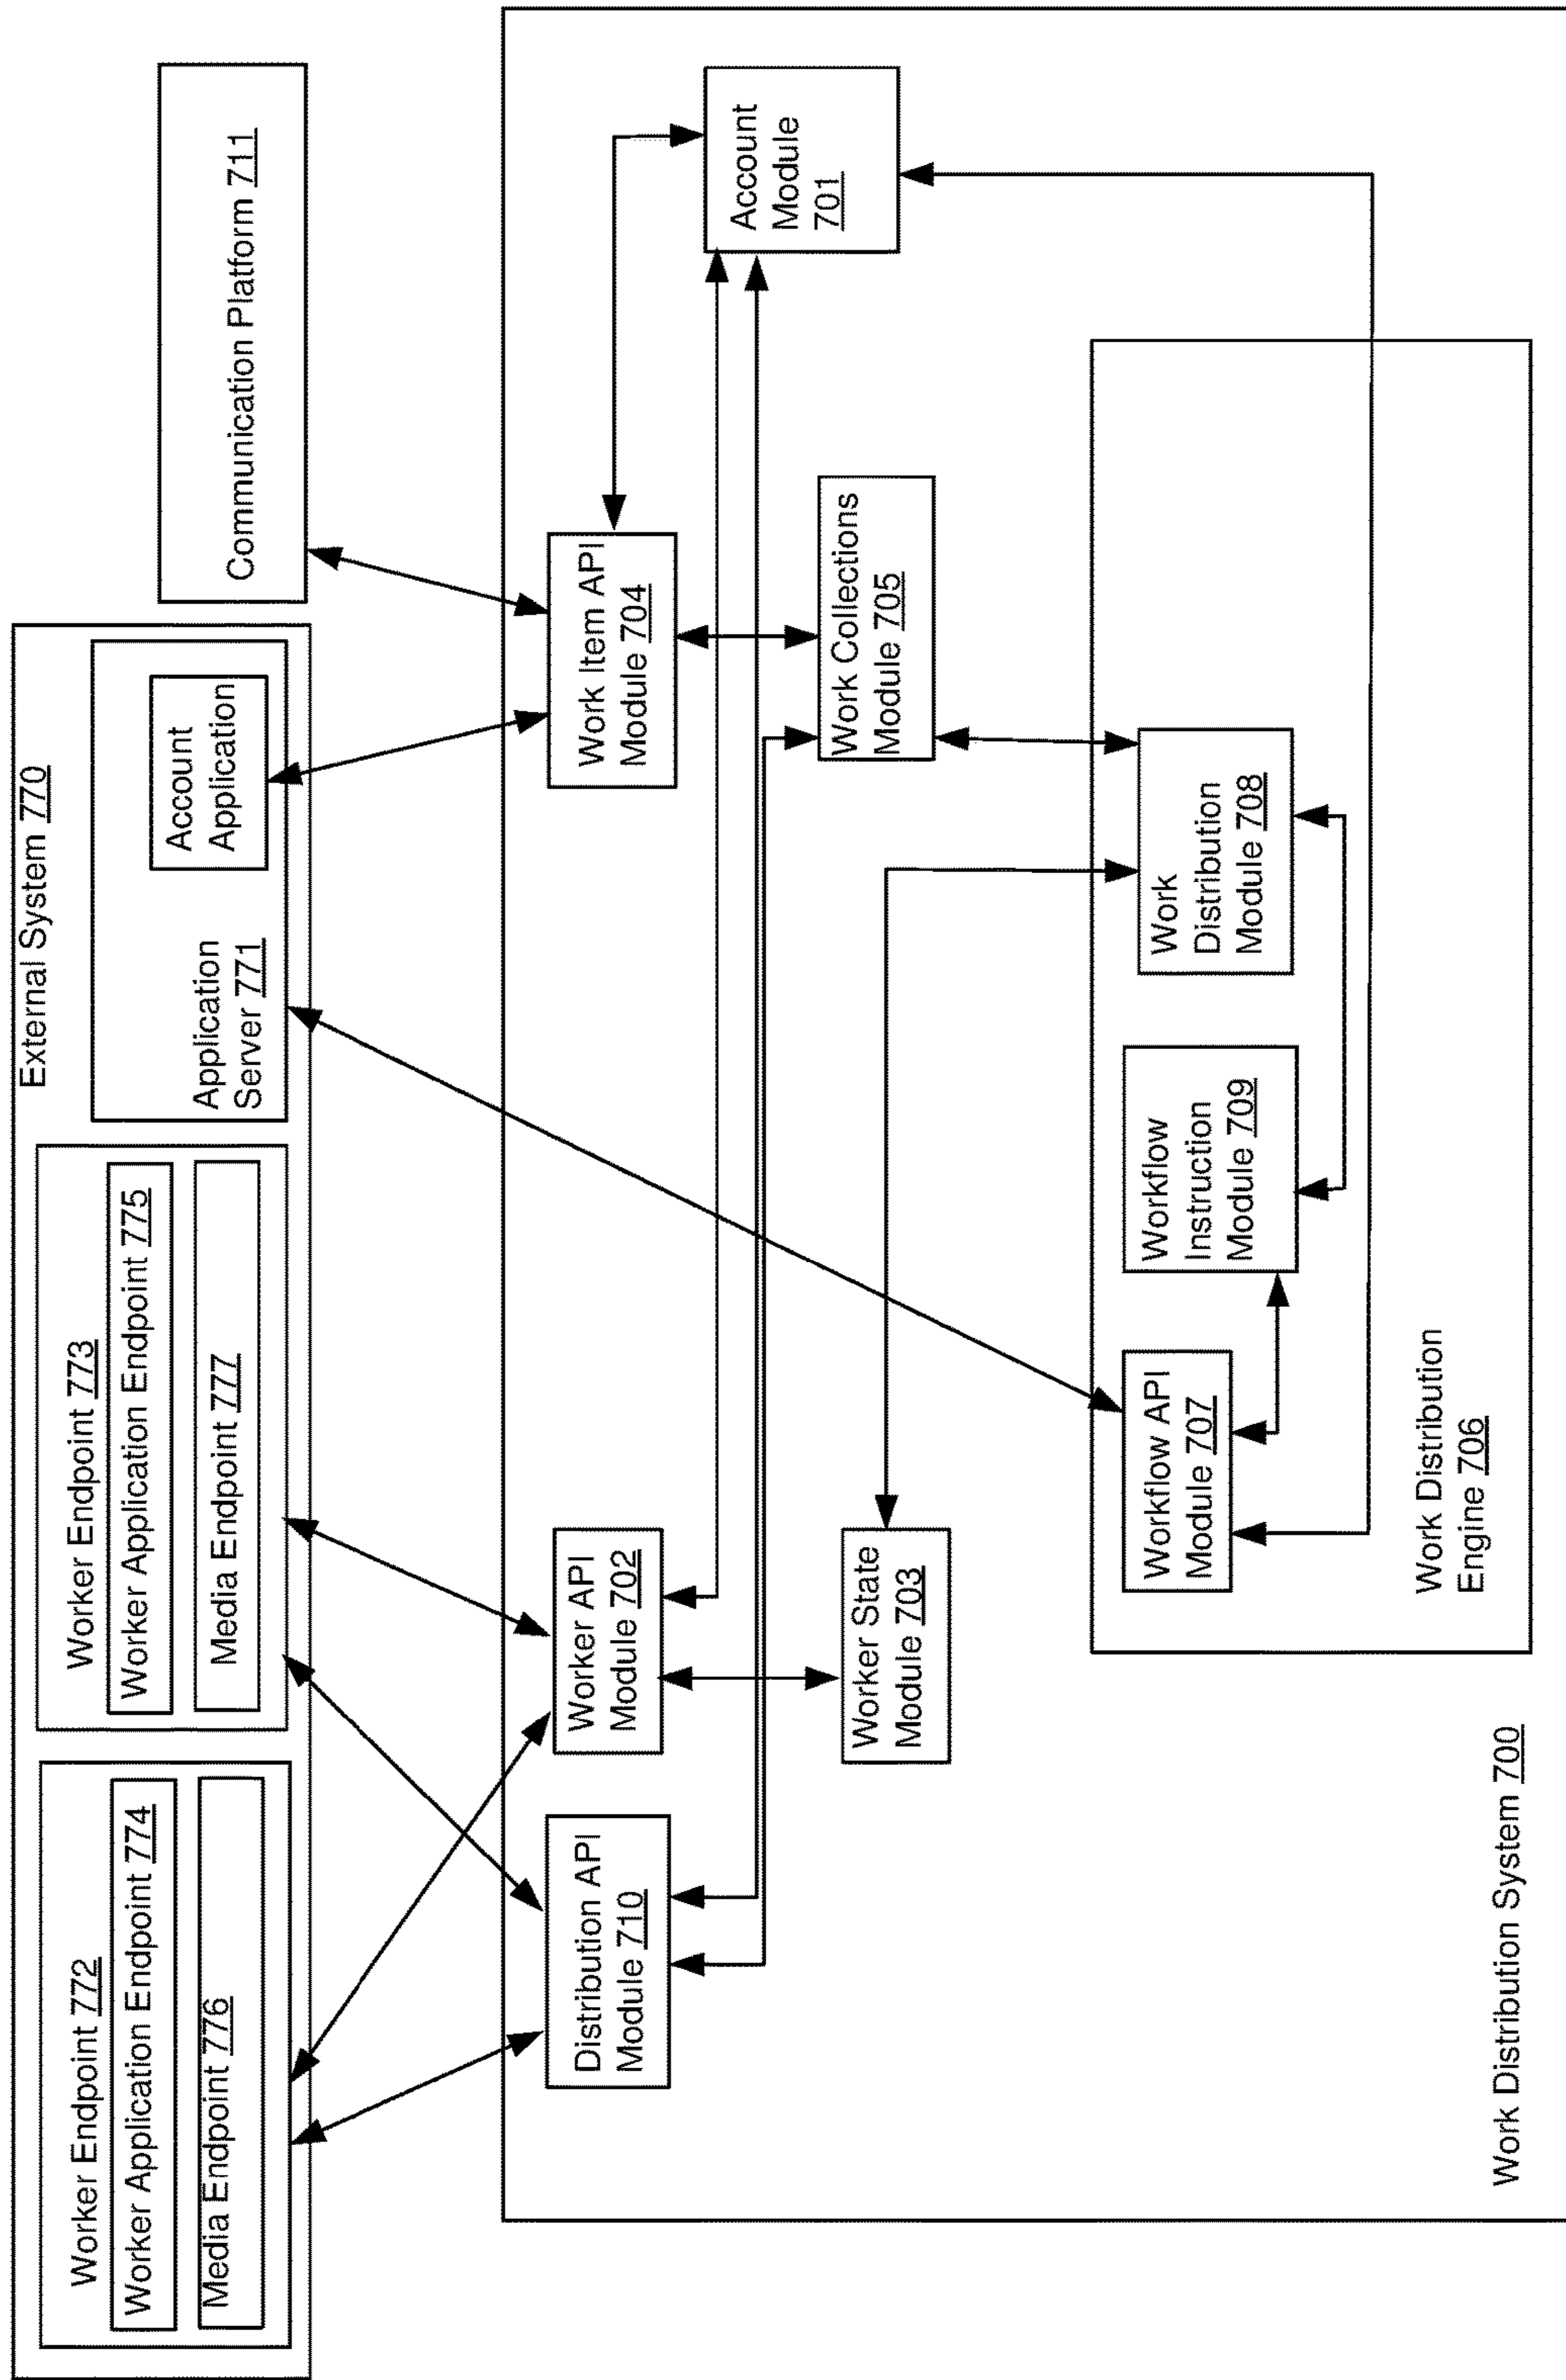 External System 770
Worker Endpoint 772
Worker Application Endpoint 774
Media Endpoint 776
Worker Endpoint 773
Worker Application Endpoint 775
Media Endpoint 777
Application
Server 771
Account
Application
Communication Platform 711
Distribution API
Module 710
Worker API
Module 702
Work Item API
Module 704
Account
Module
701
Worker State
Module 703
Work Collections
Module 705
Workflow API
Module 707
Workflow
Instruction
Module 709
Work
Distribution
Module 708
Work Distribution
Engine 706
Work Distribution System 700